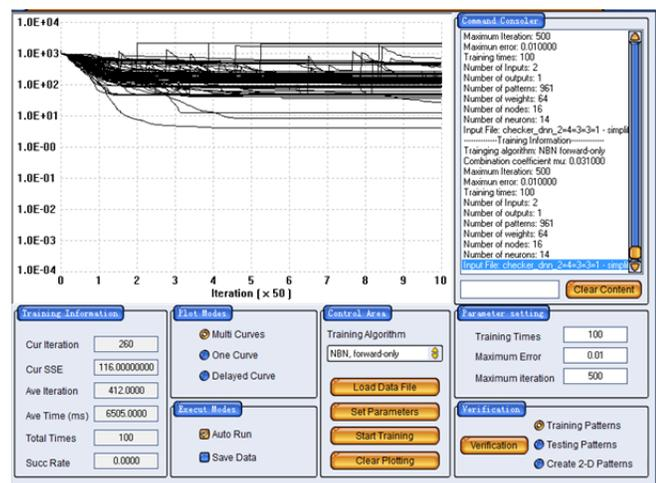 1.0E+04
1.0E+03
1.0E+02
1.0E+01
1.0E-00
1.0E-01
1.0E-02
1.0E-03
1.0E-04
0 1 2 3 4 5 6 7 8 9 10
Iteration [ x 50 ]
Command Consoler
Maximum Iteration: 500
Maximun error: 0.010000
Training times: 100
Number of Inputs: 2
Number of outputs: 1
Number of patterns: 961
Number of weights: 64
Number of nodes: 16
Number of neurons: 14
Input File: checker_dnn_2=4=3=3=1 - simplif
--------------Training Information--------------
Trainging algorithm: NBN forward-only
Combination coefficient mu: 0.031000
Maximum Iteration: 500
Maximun error: 0.010000
Training times: 100
Number of Inputs: 2
Number of outputs: 1
Number of patterns: 961
Number of weights: 64
Number of nodes: 16
Number of neurons: 14
Input File: checker_dnn_2=4=3=3=1 - simplif
Clear Content
Training Information
Cur Iteration 260
Cur SSE 116.00000000
Ave Iteration 412.0000
Ave Time (ms) 6505.0000
Total Times 100
Succ Rate 0.0000
Plot Modes
Multi Curves
One Curve
Delayed Curve
Execut Modes
Auto Run
Save Data
Control Area
Training Algorithm
NBN, forward-only
Load Data File
Set Parameters
Start Training
Clear Plotting
Parameter setting
Training Times 100
Maximum Error 0.01
Maximum iteration 500
Verification
Verification
Training Patterns
Testing Patterns
Create 2-D Patterns